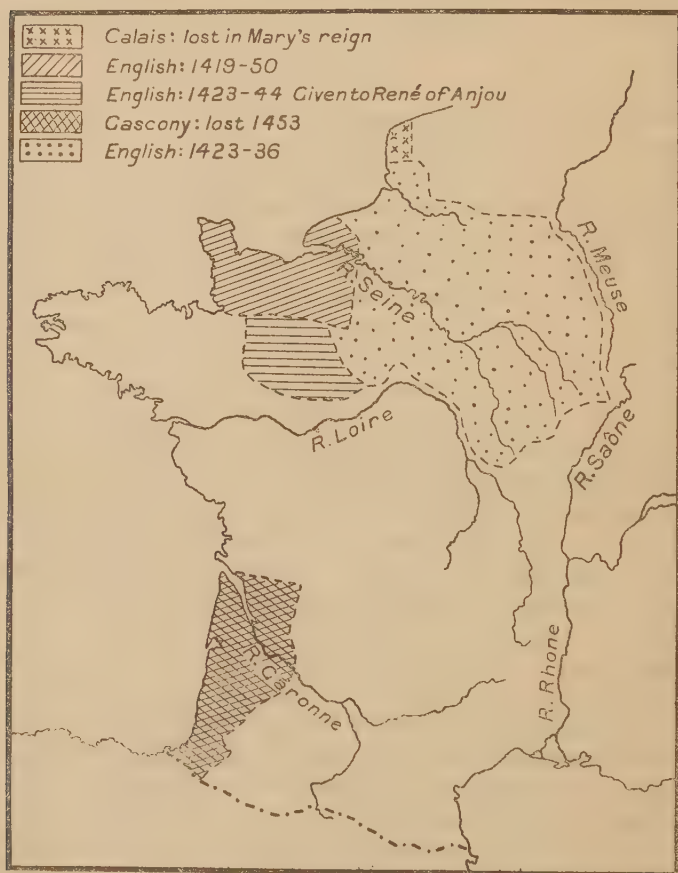 Calais: lost in Mary's reign
English: 1419-50
English: 1423-44 Given to René of Anjou
Gascony: lost 1453
English: 1423-36
R. Meuse
R. Seine
R. Loire
R. Saône
R. Garonne
R. Rhone